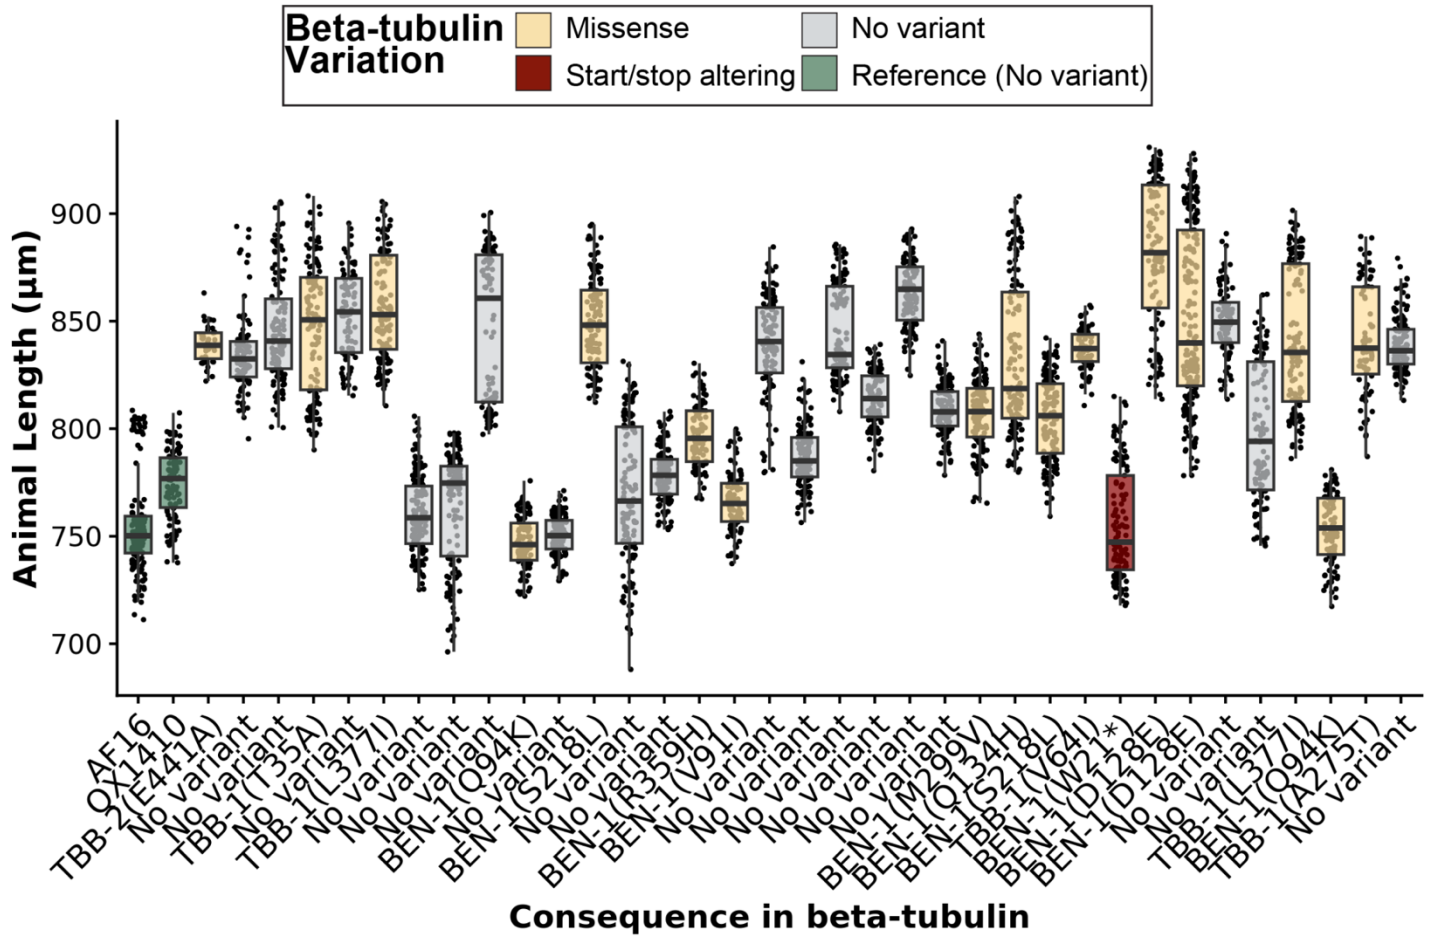 Beta-tubulin
Variation
Missense
No variant
Start/stop altering
Reference (No variant)
Animal Length (µm)
900
850
800
750
700
AF16
QX1410
TBB-2(E441A)
No variant
No variant
TBB-1(T35A)
No variant
TBB-1(L377I)
No variant
No variant
No variant
BEN-1(Q94K)
No variant
BEN-1(S218L)
No variant
No variant
BEN-1(R359H)
BEN-1(V91I)
No variant
No variant
No variant
No variant
No variant
No variant
BEN-1(M299V)
BEN-1(Q134H)
BEN-1(S218L)
TBB-1(V64I)
BEN-1(W21*)
BEN-1(D128E)
BEN-1(D128E)
No variant
No variant
TBB-1(L377I)
BEN-1(Q94K)
TBB-1(A275T)
No variant
Consequence in beta-tubulin